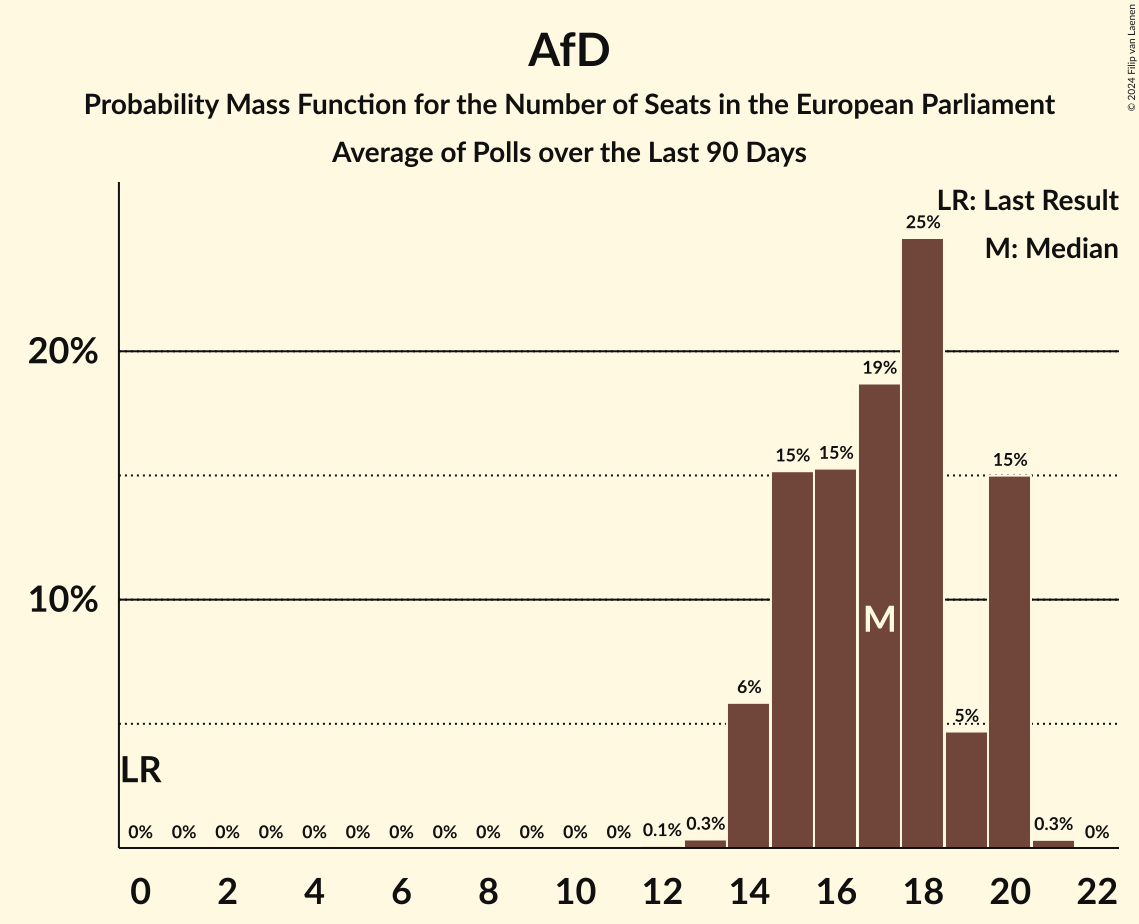 AfD
Probability Mass Function for the Number of Seats in the European Parliament
Average of Polls over the Last 90 Days
© 2024 Filip van Laenen
LR: Last Result
M: Median
25%
20%
19%
15% 15% 15%
10%
M
6%
5%
LR
0% 0% 0% 0% 0% 0% 0% 0% 0% 0% 0% 0% 0.1% 0.3% 0.3% 0%
0 2 4 6 8 10 12 14 16 18 20 22